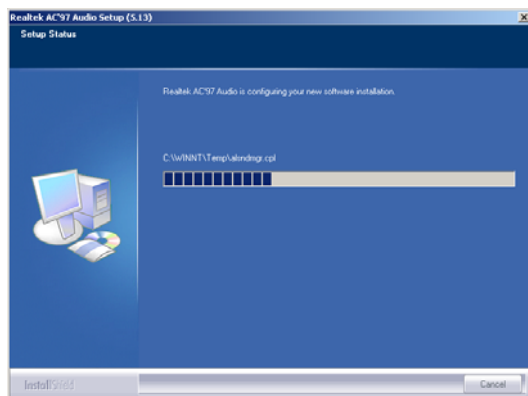 Realtek AC'97 Audio Setup (5.13)
Setup Status
Realtek AC'97 Audio is configuring your new software installation.
C:\WINNT\Temp\alsndmgr.cpl
InstallShield
Cancel